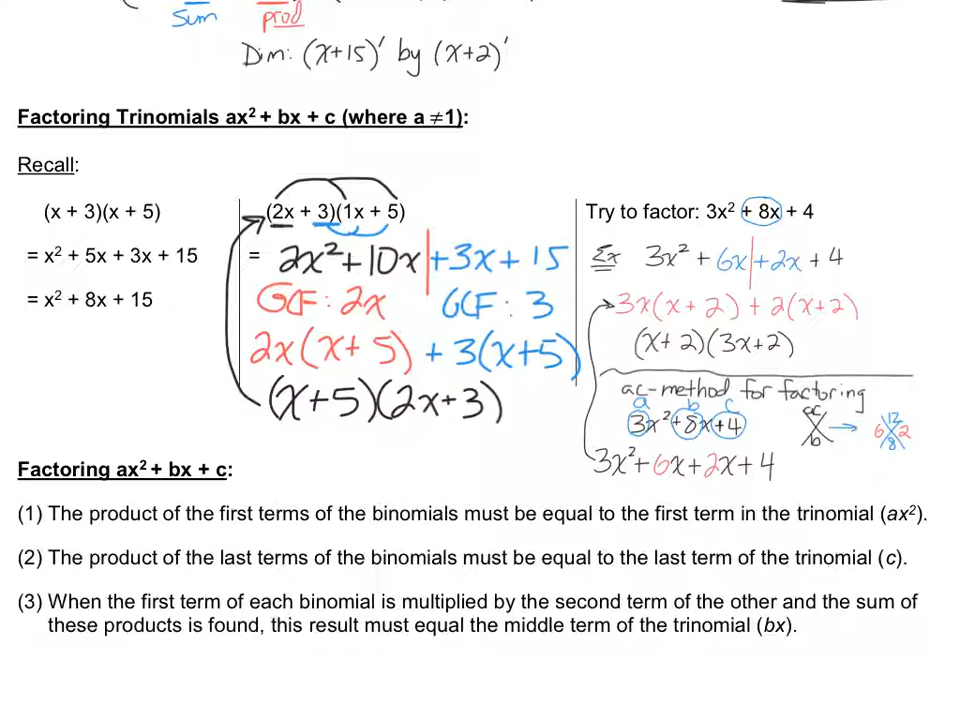 Sum prod
Dim: (x+15)' by (x+2)'
Factoring Trinomials ax² + bx + c (where a ≠1):
Recall:
(x + 3)(x + 5)
= x² + 5x + 3x + 15
= x² + 8x + 15
(2x + 3)(1x + 5)
= 2x²+10x +3x + 15
GCF: 2x GCF: 3
2x(x+5) + 3(x+5)
(x+5)(2x+3)
Try to factor: 3x² + 8x + 4
Ex 3x² + 6x +2x + 4
3x(x+2) + 2(x+2)
(x+2)(3x+2)
ac-method for factoring
a b c
3x²+8x+4
ac
b
12
6 2
8
3x²+6x+2x+4
Factoring ax² + bx + c:
(1) The product of the first terms of the binomials must be equal to the first term in the trinomial (ax²).
(2) The product of the last terms of the binomials must be equal to the last term of the trinomial (c).
(3) When the first term of each binomial is multiplied by the second term of the other and the sum of
these products is found, this result must equal the middle term of the trinomial (bx).